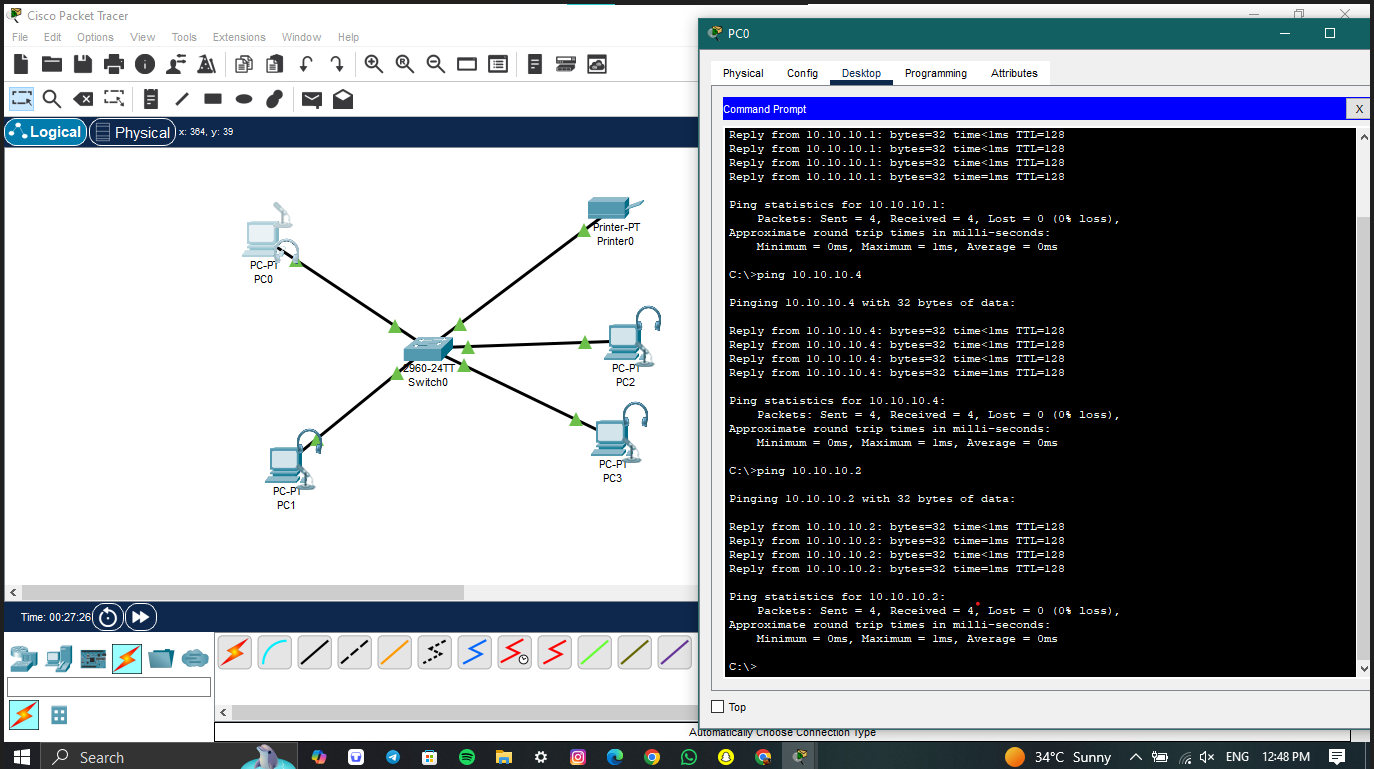 Cisco Packet Tracer
File Edit Options View Tools Extensions Window Help
Logical Physical x: 364, y: 39
PC-PT
PC0
Printer-PT
Printer0
2960-24TT
Switch0
PC-PT
PC2
PC-PT
PC3
PC-PT
PC1
Time: 00:27:26
Automatically Choose Connection Type
PC0
Physical Config Desktop Programming Attributes
Command Prompt X
Reply from 10.10.10.1: bytes=32 time<1ms TTL=128
Reply from 10.10.10.1: bytes=32 time<1ms TTL=128
Reply from 10.10.10.1: bytes=32 time<1ms TTL=128
Reply from 10.10.10.1: bytes=32 time=1ms TTL=128
Ping statistics for 10.10.10.1:
Packets: Sent = 4, Received = 4, Lost = 0 (0% loss),
Approximate round trip times in milli-seconds:
Minimum = 0ms, Maximum = 1ms, Average = 0ms
C:\>ping 10.10.10.4
Pinging 10.10.10.4 with 32 bytes of data:
Reply from 10.10.10.4: bytes=32 time<1ms TTL=128
Reply from 10.10.10.4: bytes=32 time<1ms TTL=128
Reply from 10.10.10.4: bytes=32 time<1ms TTL=128
Reply from 10.10.10.4: bytes=32 time=1ms TTL=128
Ping statistics for 10.10.10.4:
Packets: Sent = 4, Received = 4, Lost = 0 (0% loss),
Approximate round trip times in milli-seconds:
Minimum = 0ms, Maximum = 1ms, Average = 0ms
C:\>ping 10.10.10.2
Pinging 10.10.10.2 with 32 bytes of data:
Reply from 10.10.10.2: bytes=32 time<1ms TTL=128
Reply from 10.10.10.2: bytes=32 time=1ms TTL=128
Reply from 10.10.10.2: bytes=32 time<1ms TTL=128
Reply from 10.10.10.2: bytes=32 time=1ms TTL=128
Ping statistics for 10.10.10.2:
Packets: Sent = 4, Received = 4, Lost = 0 (0% loss),
Approximate round trip times in milli-seconds:
Minimum = 0ms, Maximum = 1ms, Average = 0ms
C:\>
Top
Search
34°C Sunny ENG 12:48 PM